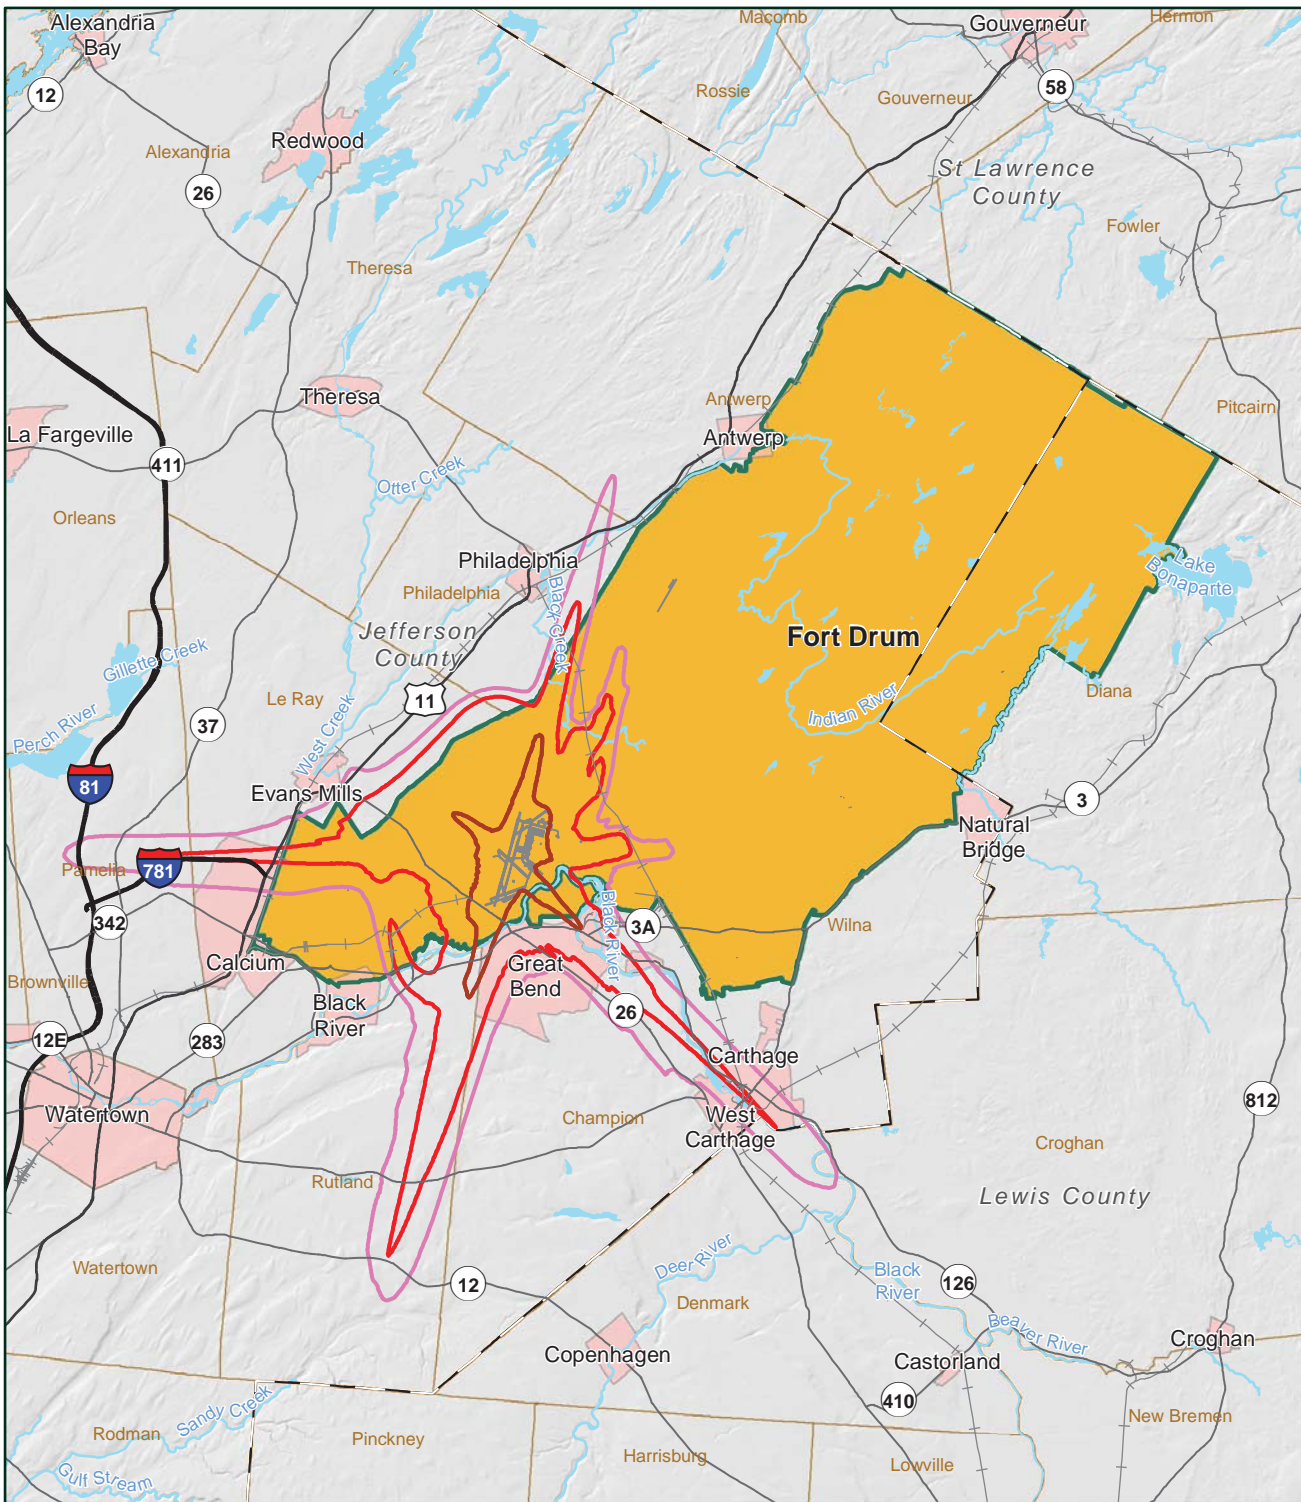 Alexandria
Bay
Macomb
Gouverneur
Hermon
12
58
Rossie
Gouverneur
Redwood
Alexandria
26
St Lawrence
County
Fowler
Theresa
Theresa
Antwerp
Pitcairn
La Fargeville
Antwerp
411
Otter Creek
Orleans
Philadelphia
Lake
Bonaparte
Philadelphia
Black Creek
Jefferson
County
Fort Drum
Gillette Creek
Le Ray
11
Indian River
Diana
Perch River
37
West Creek
81
Evans Mills
3
Natural
Bridge
Pamelia
781
342
Black River
3A
Wilna
Calcium
Great
Bend
Brownville
Black
River
26
12E
283
Carthage
Watertown
Champion
West
Carthage
812
Croghan
Rutland
Lewis County
Watertown
Deer River
Black
River
12
126
Denmark
Beaver River
Copenhagen
Castorland
Croghan
410
Sandy Creek
New Bremen
Rodman
Pinckney
Harrisburg
Lowville
Gulf Stream